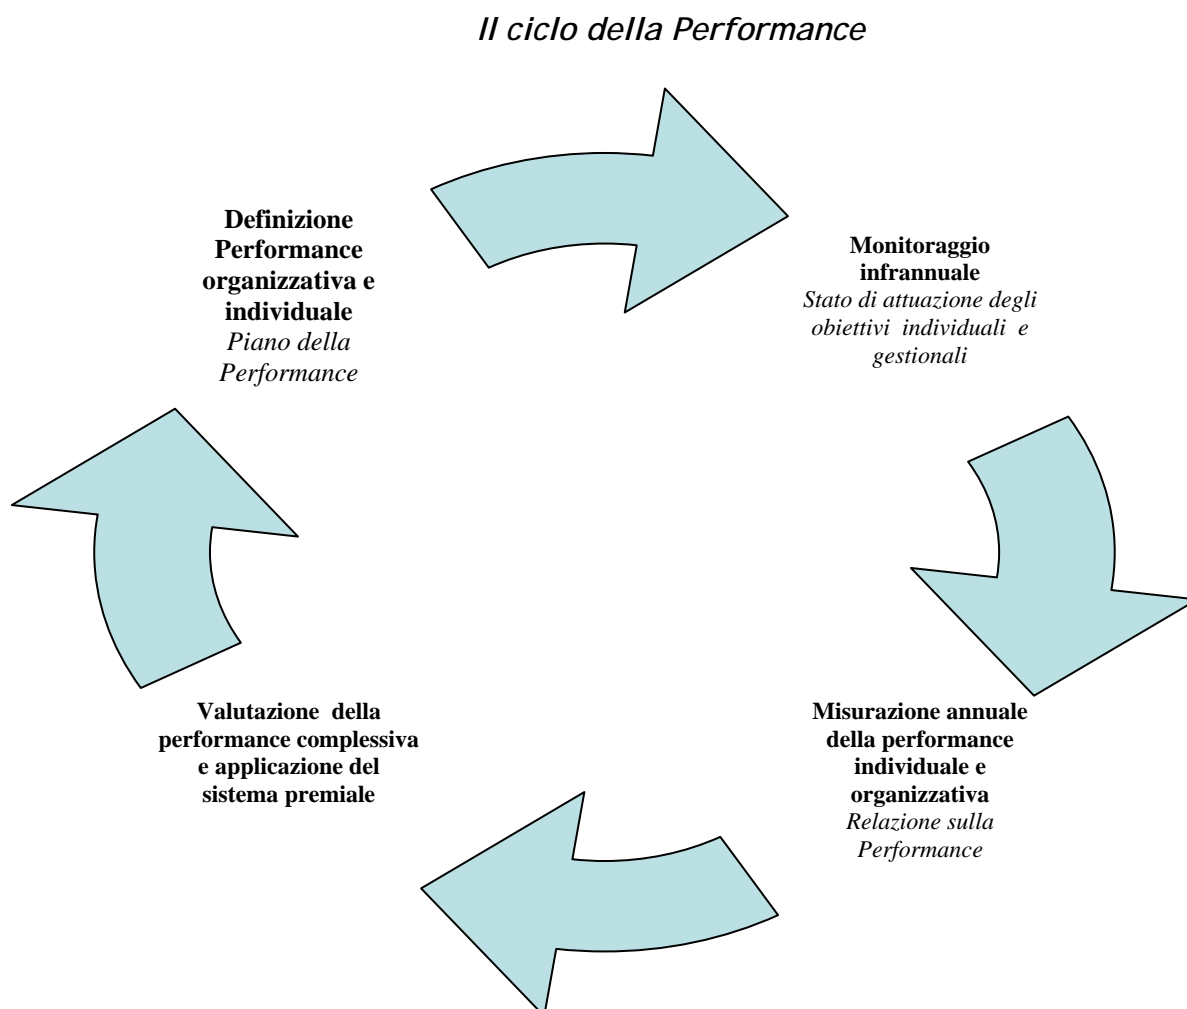 Il ciclo della Performance
Definizione
Performance
organizzativa e
individuale
Piano della
Performance
Monitoraggio
infrannuale
Stato di attuazione degli
obiettivi individuali e
gestionali
Misurazione annuale
della performance
individuale e
organizzativa
Relazione sulla
Performance
Valutazione della
performance complessiva
e applicazione del
sistema premiale